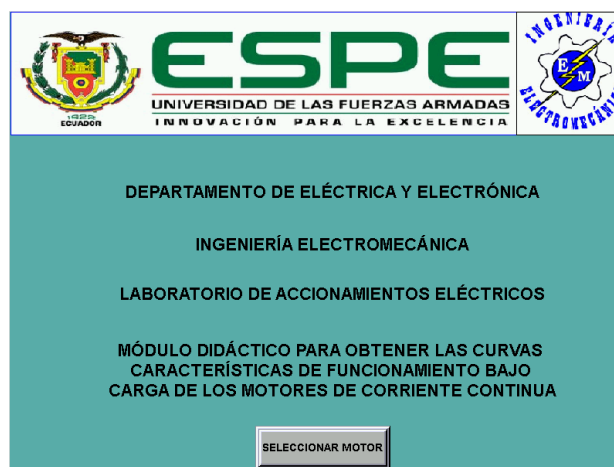 ESPE
UNIVERSIDAD DE LAS FUERZAS ARMADAS
INNOVACIÓN PARA LA EXCELENCIA
1922
ECUADOR
INGENIERÍA
EM
ELECTROMECÁNICA
DEPARTAMENTO DE ELÉCTRICA Y ELECTRÓNICA
INGENIERÍA ELECTROMECÁNICA
LABORATORIO DE ACCIONAMIENTOS ELÉCTRICOS
MÓDULO DIDÁCTICO PARA OBTENER LAS CURVAS
CARACTERÍSTICAS DE FUNCIONAMIENTO BAJO
CARGA DE LOS MOTORES DE CORRIENTE CONTINUA
SELECCIONAR MOTOR